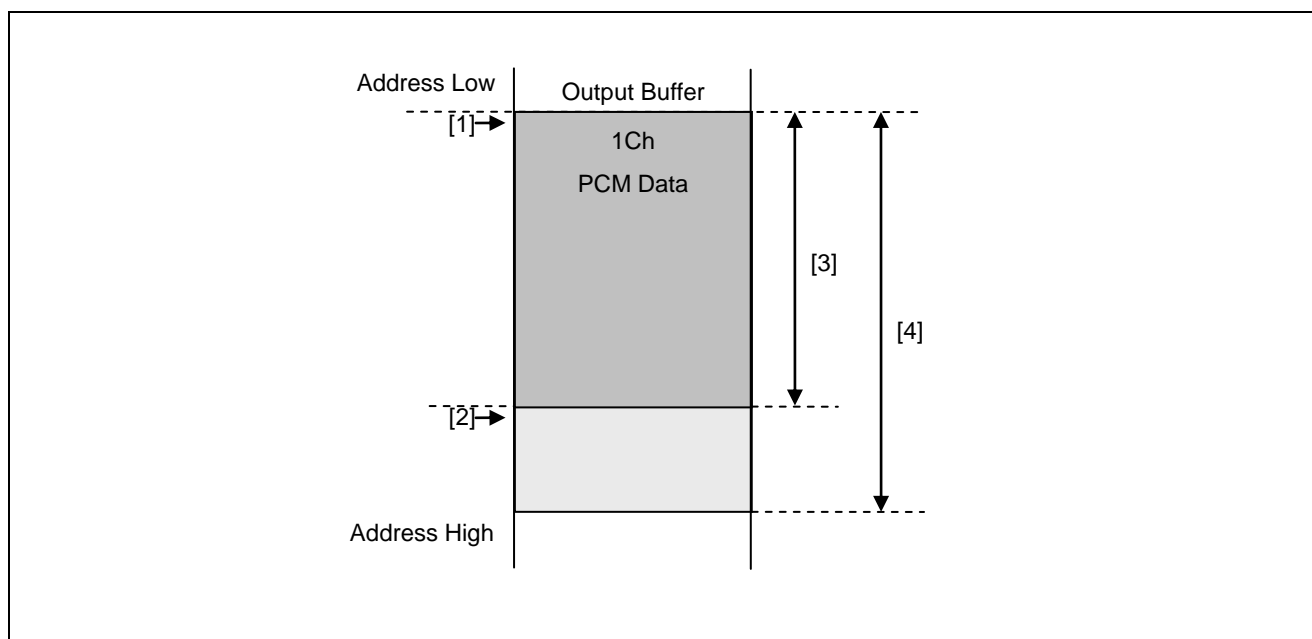 Address Low
Output Buffer
[1]
1Ch
PCM Data
[3]
[4]
[2]
Address High